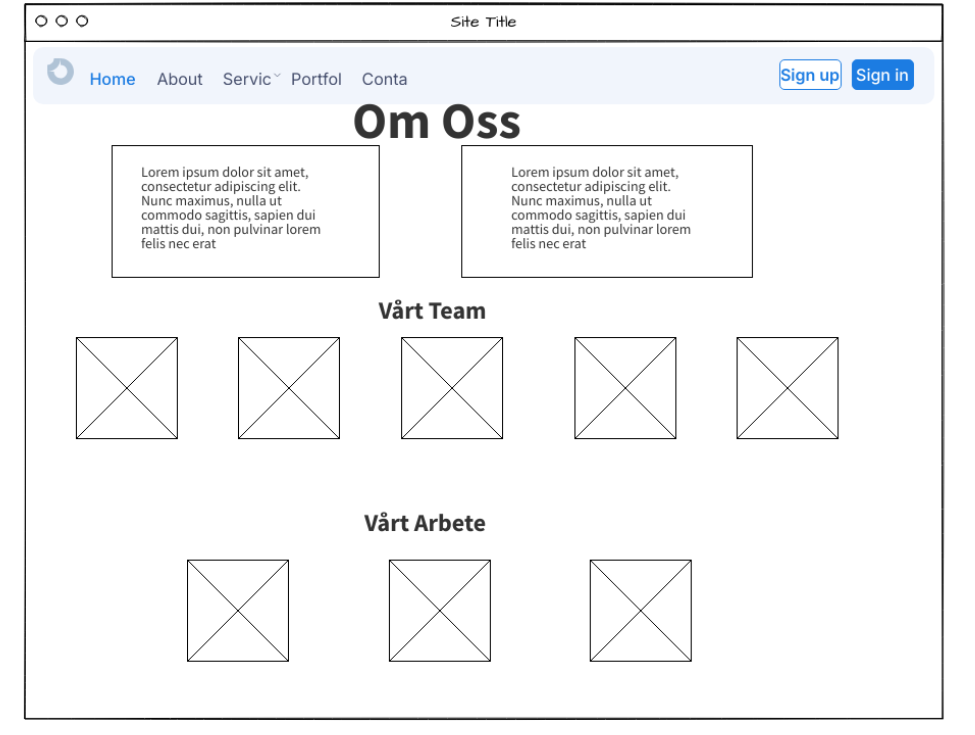 Site Title
Home About Servic Portfol Conta Sign up Sign in
Om Oss
Lorem ipsum dolor sit amet,
consectetur adipiscing elit.
Nunc maximus, nulla ut
commodo sagittis, sapien dui
mattis dui, non pulvinar lorem
felis nec erat
Lorem ipsum dolor sit amet,
consectetur adipiscing elit.
Nunc maximus, nulla ut
commodo sagittis, sapien dui
mattis dui, non pulvinar lorem
felis nec erat
Vårt Team
Vårt Arbete